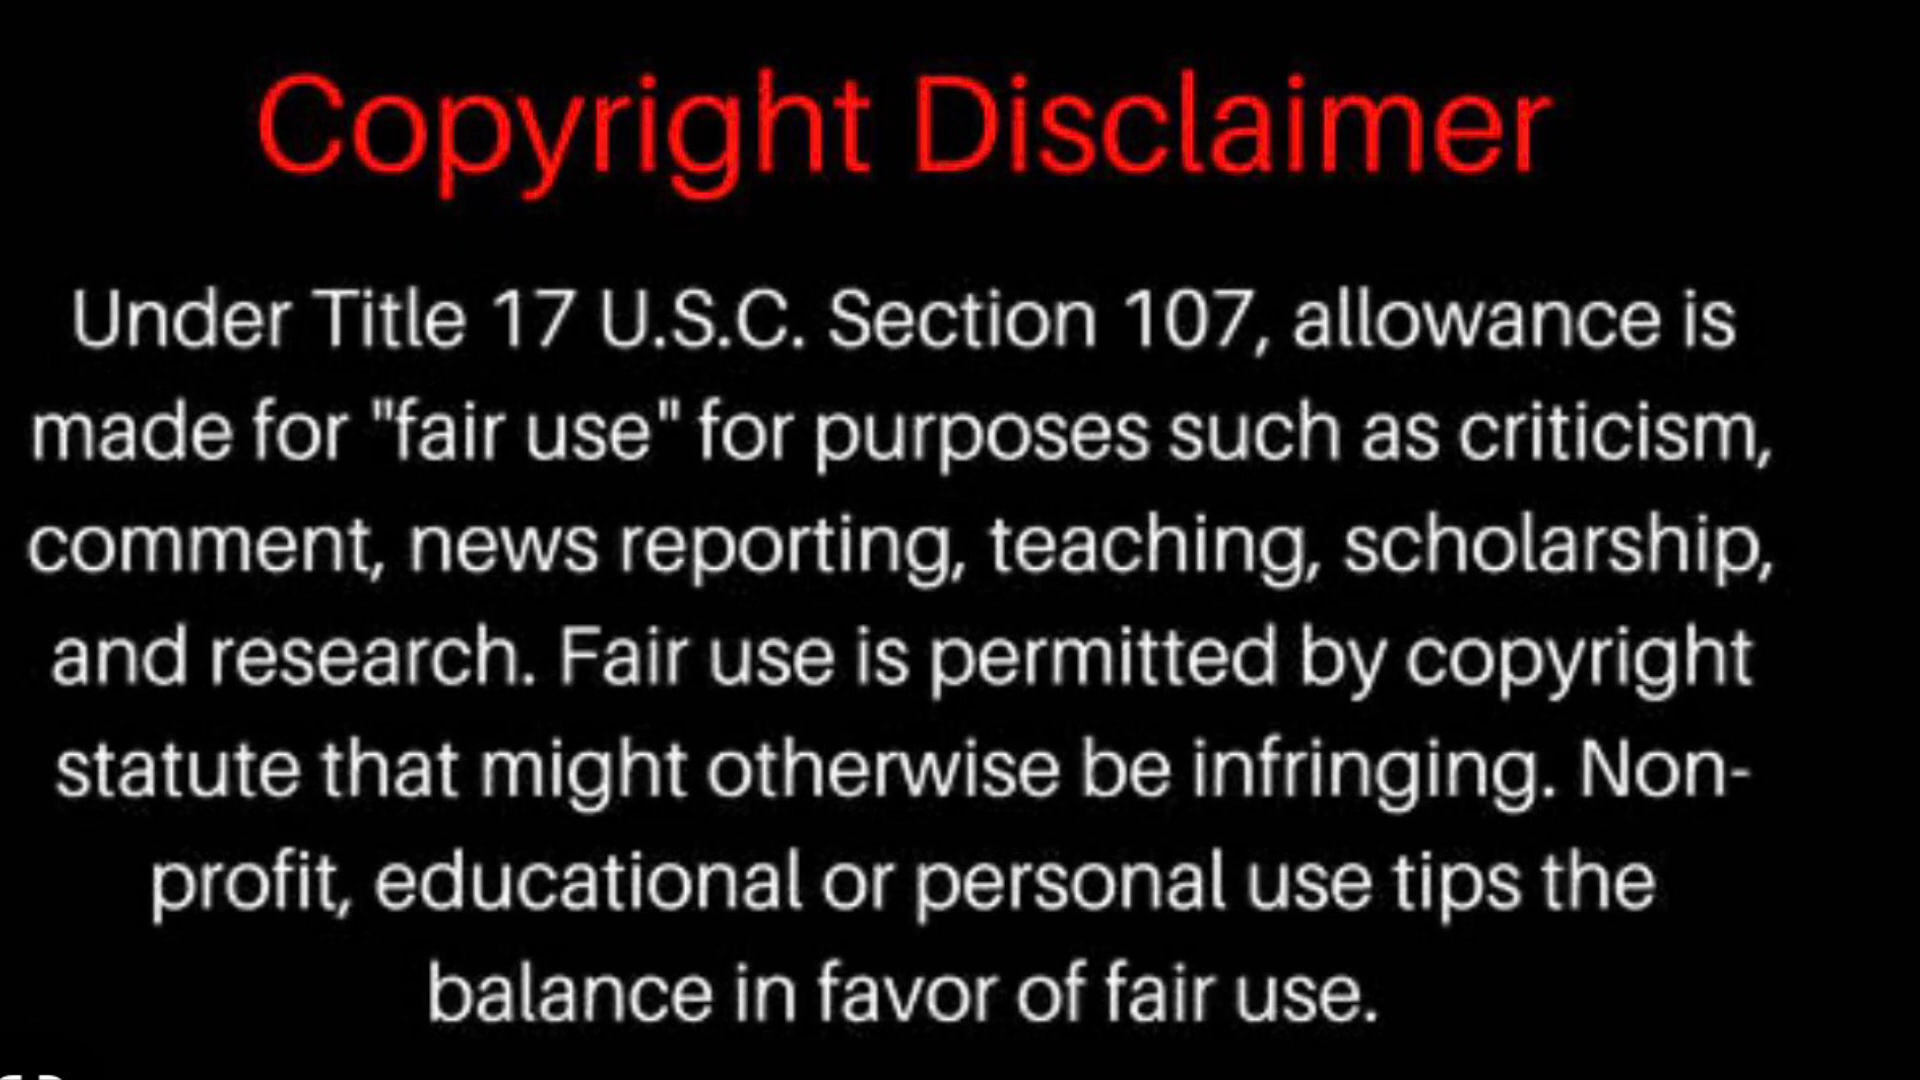 Copyright Disclaimer
Under Title 17 U.S.C. Section 107, allowance is
made for "fair use" for purposes such as criticism,
comment, news reporting, teaching, scholarship,
and research. Fair use is permitted by copyright
statute that might otherwise be infringing. Non-
profit, educational or personal use tips the
balance in favor of fair use.